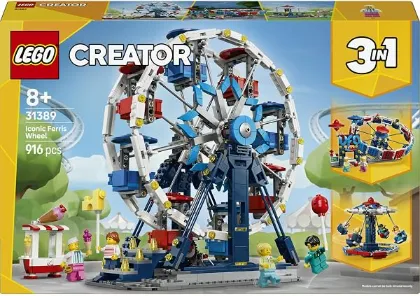 LEGO
CREATOR
3in1
8+
31389
Iconic Ferris
Wheel
916 pcs